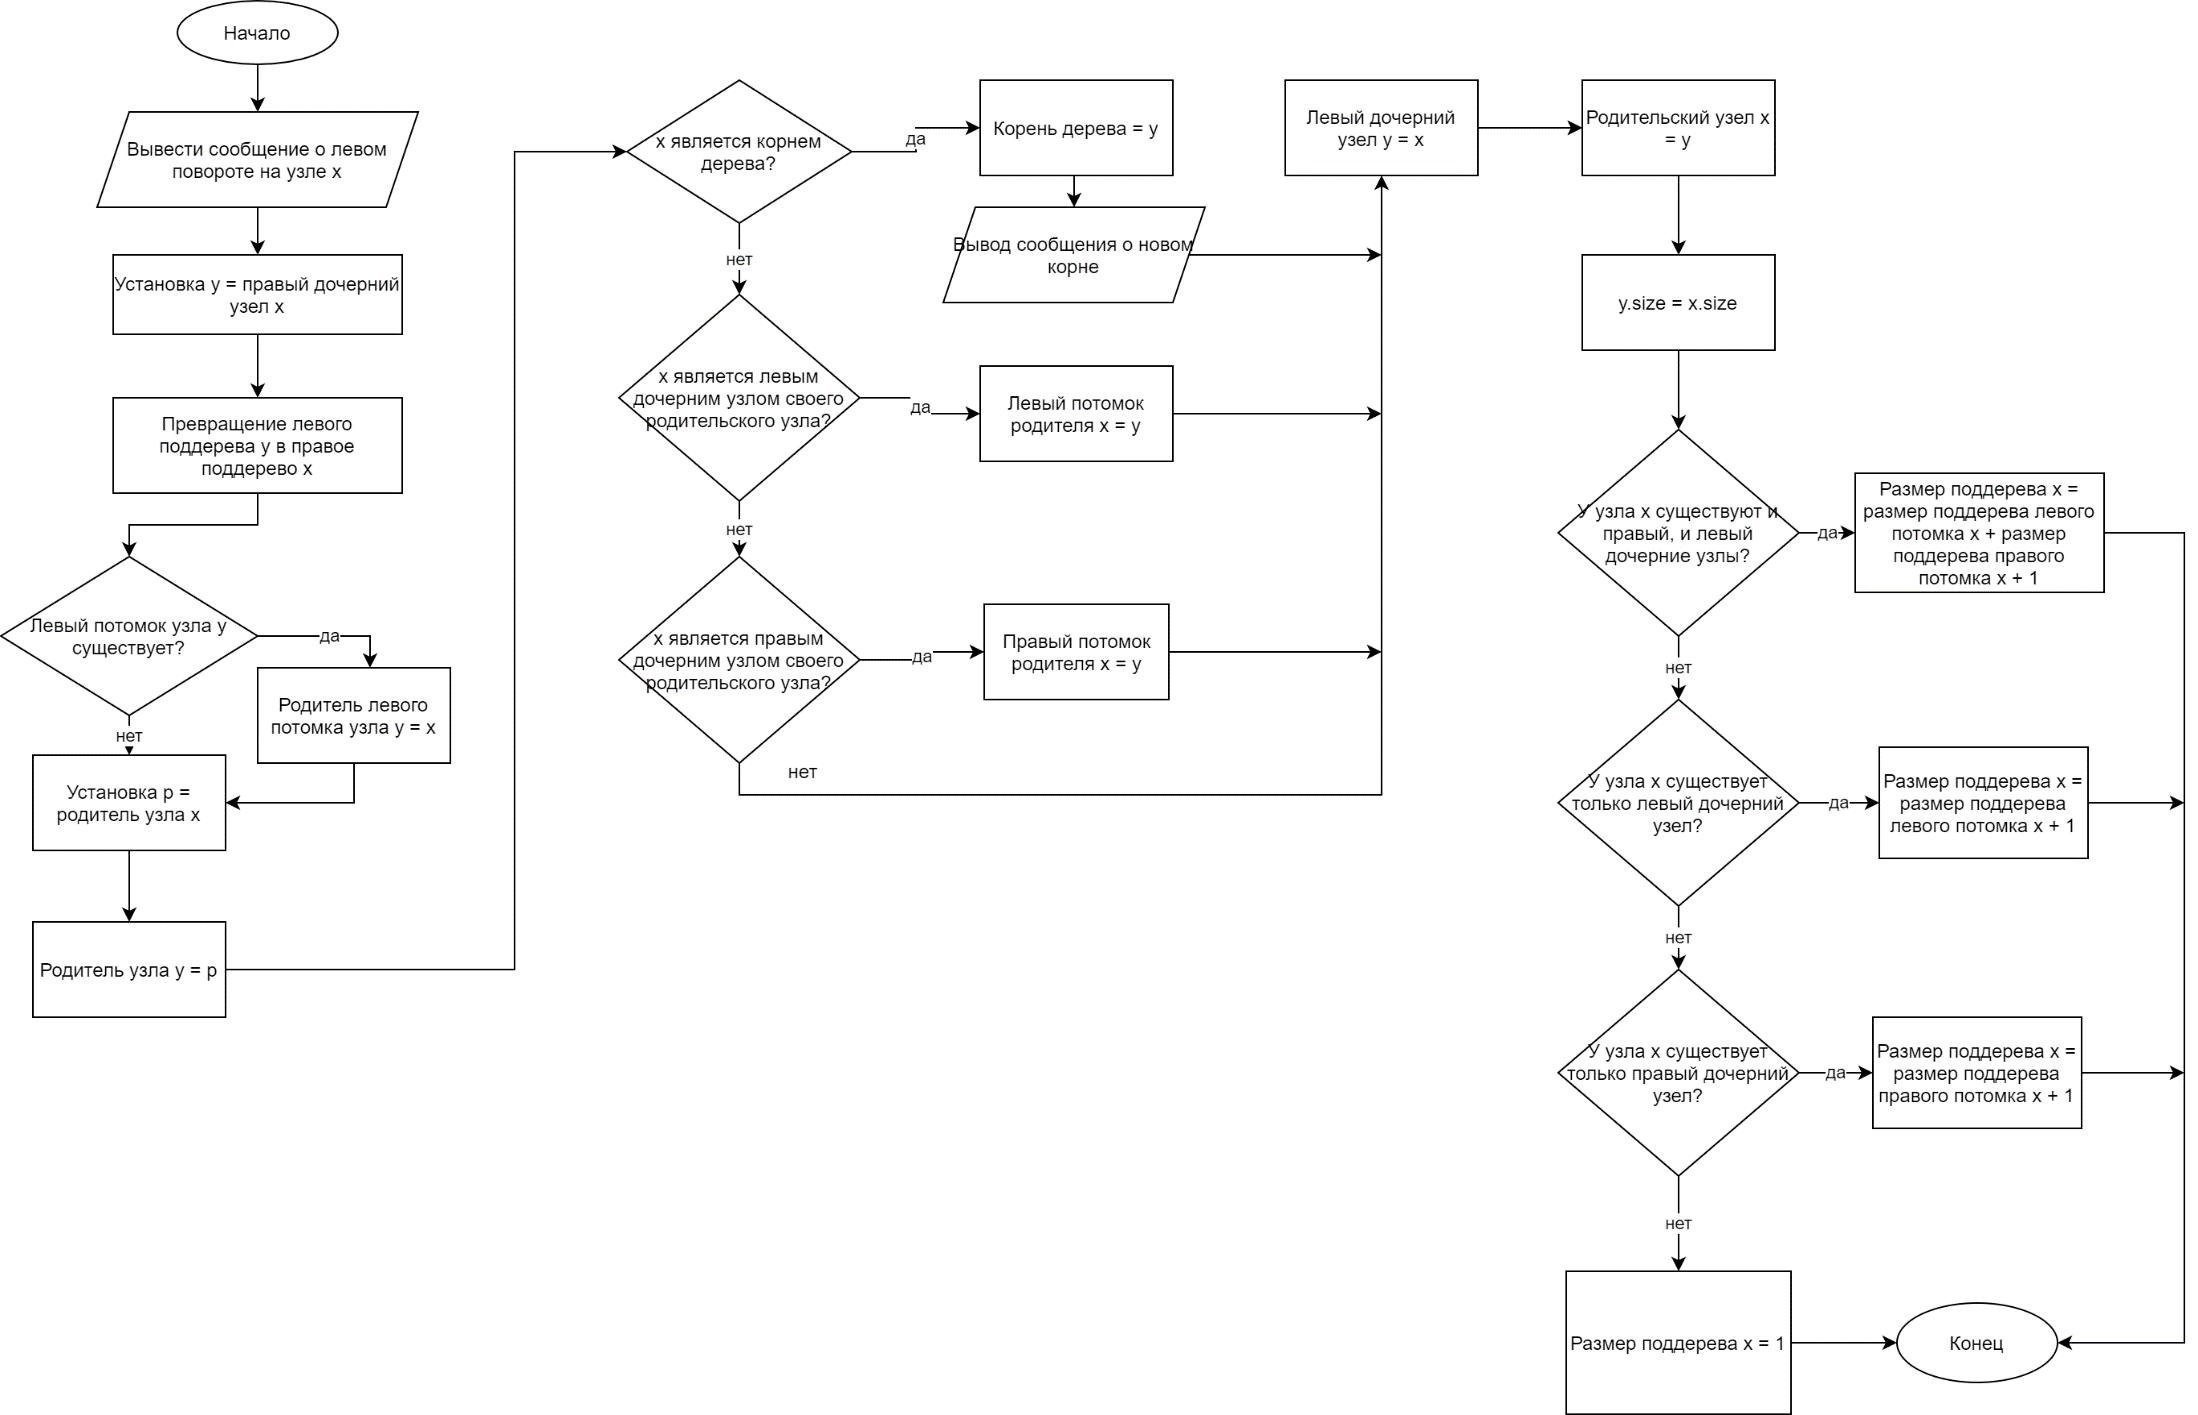 Начало
Вывести сообщение о левом
повороте на узле x
Установка y = правый дочерний
узел x
Превращение левого
поддерева y в правое
поддерево x
Левый потомок узла y
существует?
да
Родитель левого
потомка узла y = x
нет
Установка p =
родитель узла x
Родитель узла y = p
x является корнем
дерева?
да
Корень дерева = y
Вывод сообщения о новом
корне
нет
x является левым
дочерним узлом своего
родительского узла?
да
Левый потомок
родителя x = y
нет
x является правым
дочерним узлом своего
родительского узла?
да
Правый потомок
родителя x = y
нет
Левый дочерний
узел y = x
Родительский узел x
= y
y.size = x.size
У узла x существуют и
правый, и левый
дочерние узлы?
да
Размер поддерева x =
размер поддерева левого
потомка x + размер
поддерева правого
потомка x + 1
нет
У узла x существует
только левый дочерний
узел?
да
Размер поддерева x =
размер поддерева
левого потомка x + 1
нет
У узла x существует
только правый дочерний
узел?
да
Размер поддерева x =
размер поддерева
правого потомка x + 1
нет
Размер поддерева x = 1
Конец